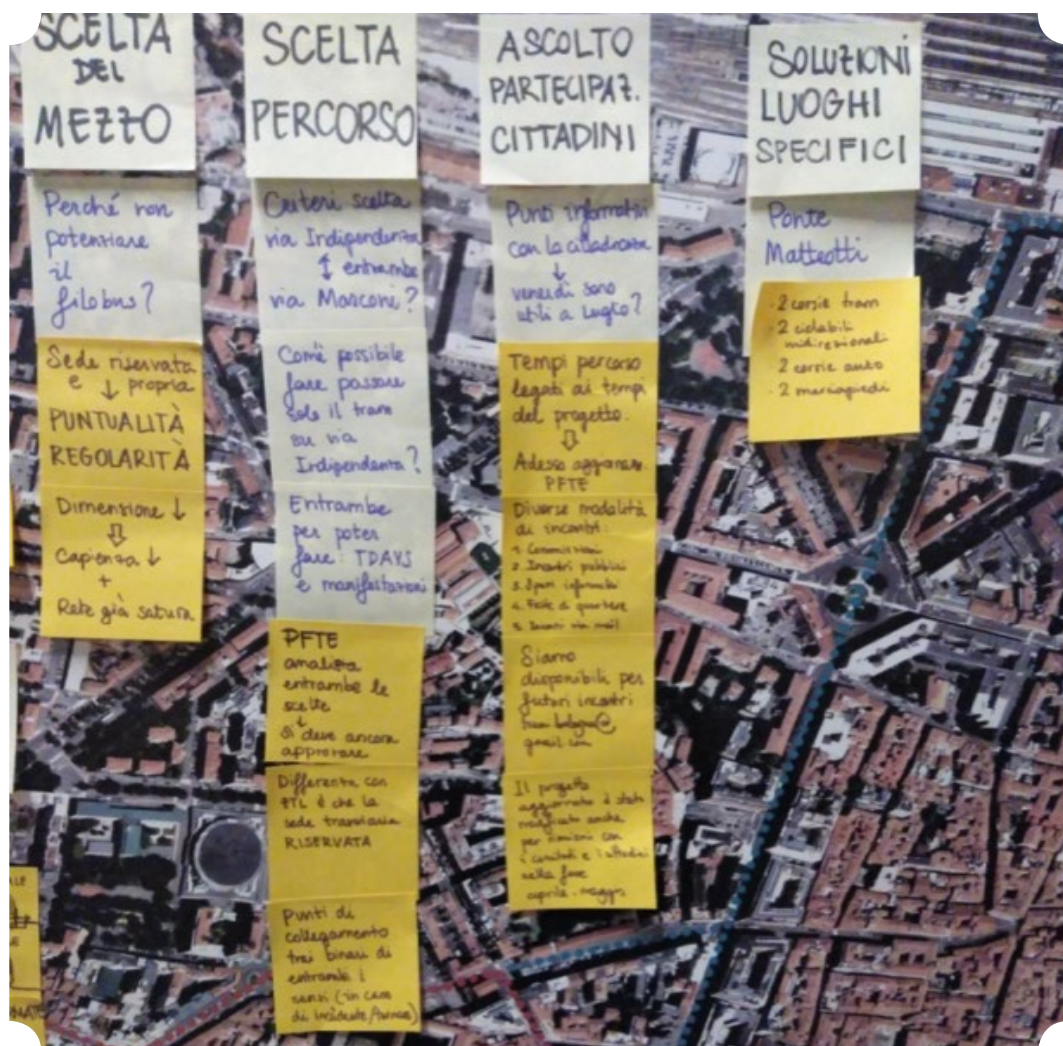 SCELTA
DEL
MEZZO
Perché non
potenziare
il
filobus?
Sede riservata
e ↓ propria
PUNTUALITÀ
REGOLARITÀ
Dimensione ↓
⇩
Capienza ↓
+
Rete già satura
SCELTA
PERCORSO
Criteri scelta
via Indipendenza
↕ entrambe
via Marconi?
Com'è possibile
fare passare
solo il tram
su via
Indipendenza?
Entrambe
per poter
fare: TDAYS
e manifestazioni
PFTE
analizza
entrambe le
scelte
↓
si deve ancora
approvare
Differenza con
è che la
sede tranviaria
RISERVATA
Punti di
collegamento
tra i binari di
entrambi i
sensi (in caso
di incidente/
ASCOLTO
PARTECIPAZ.
CITTADINI
Punti informativi
con la cittadinanza
↓
venerdì sono
utili a Luglio?
Tempi percorso
legati ai tempi
del progetto.
⇩
Adesso
PFTE
Diverse modalità
di incontri:
1. Commissioni
2. Incontri pubblici
3. informativi
4. Feste di quartiere
5. via mail
Siamo
disponibili per
futuri incontri
gmail.com
Il progetto
aggiornato è stato
modificato anche
per riunioni con
i comitati e i cittadini
nella fase
aprile-maggio
SOLUZIONI
LUOGHI
SPECIFICI
Ponte
Matteotti
· 2 corsie tram
· 2 ciclabili
unidirezionali
· 2 corsie auto
· 2 marciapiedi